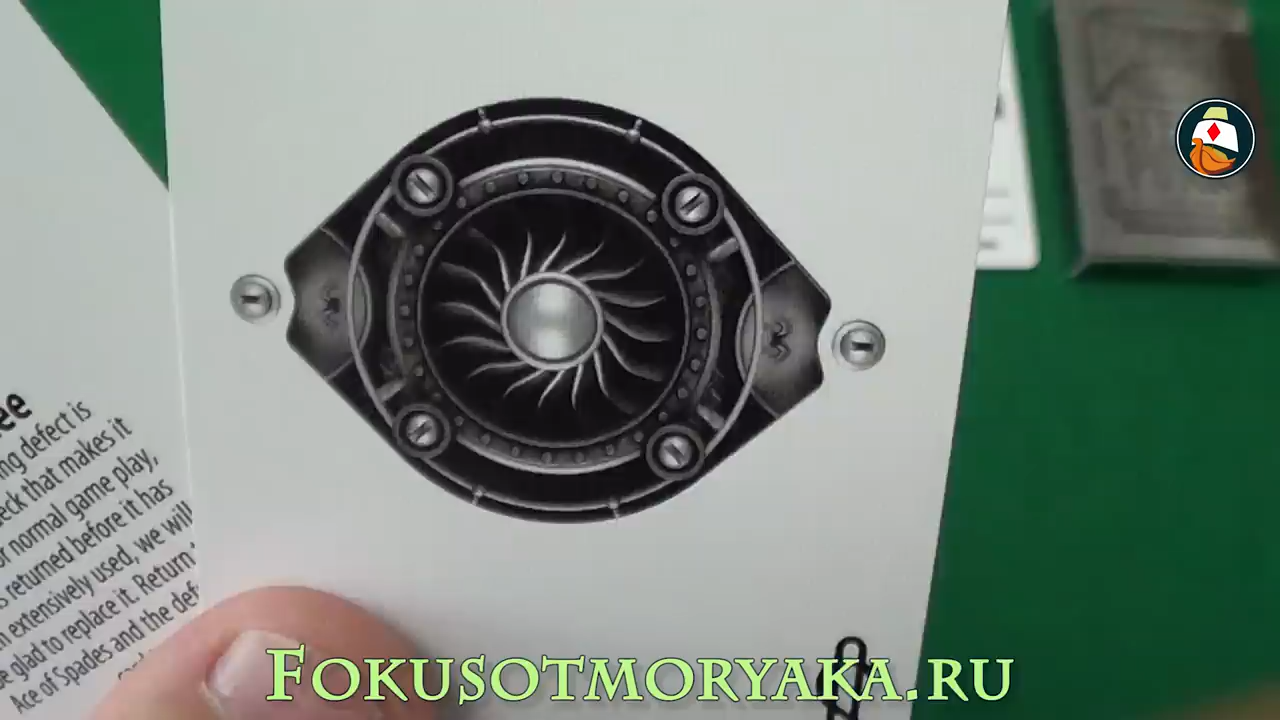 ee
ng defect is
eck that makes it
or normal game play,
s returned before it has
n extensively used, we will
be glad to replace it. Return
Ace of Spades and the def
FOKUSOTMORYAKA.RU